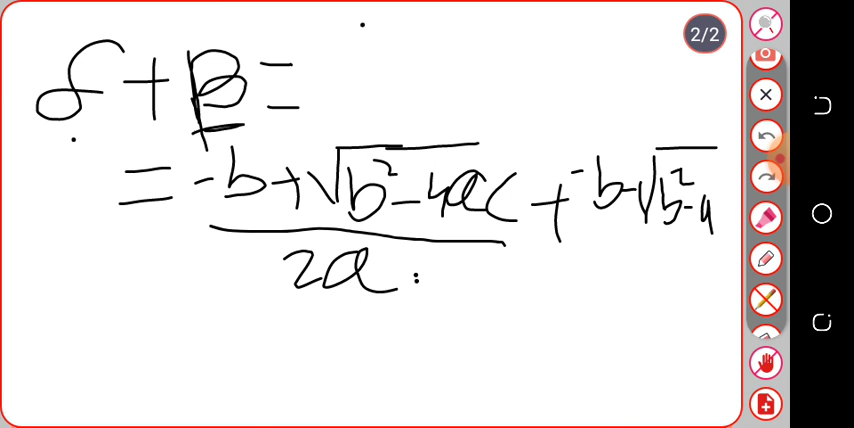 2/2
δ + β =
= (-b + √(b² - 4ac))/2a + -b - √(b² - 4